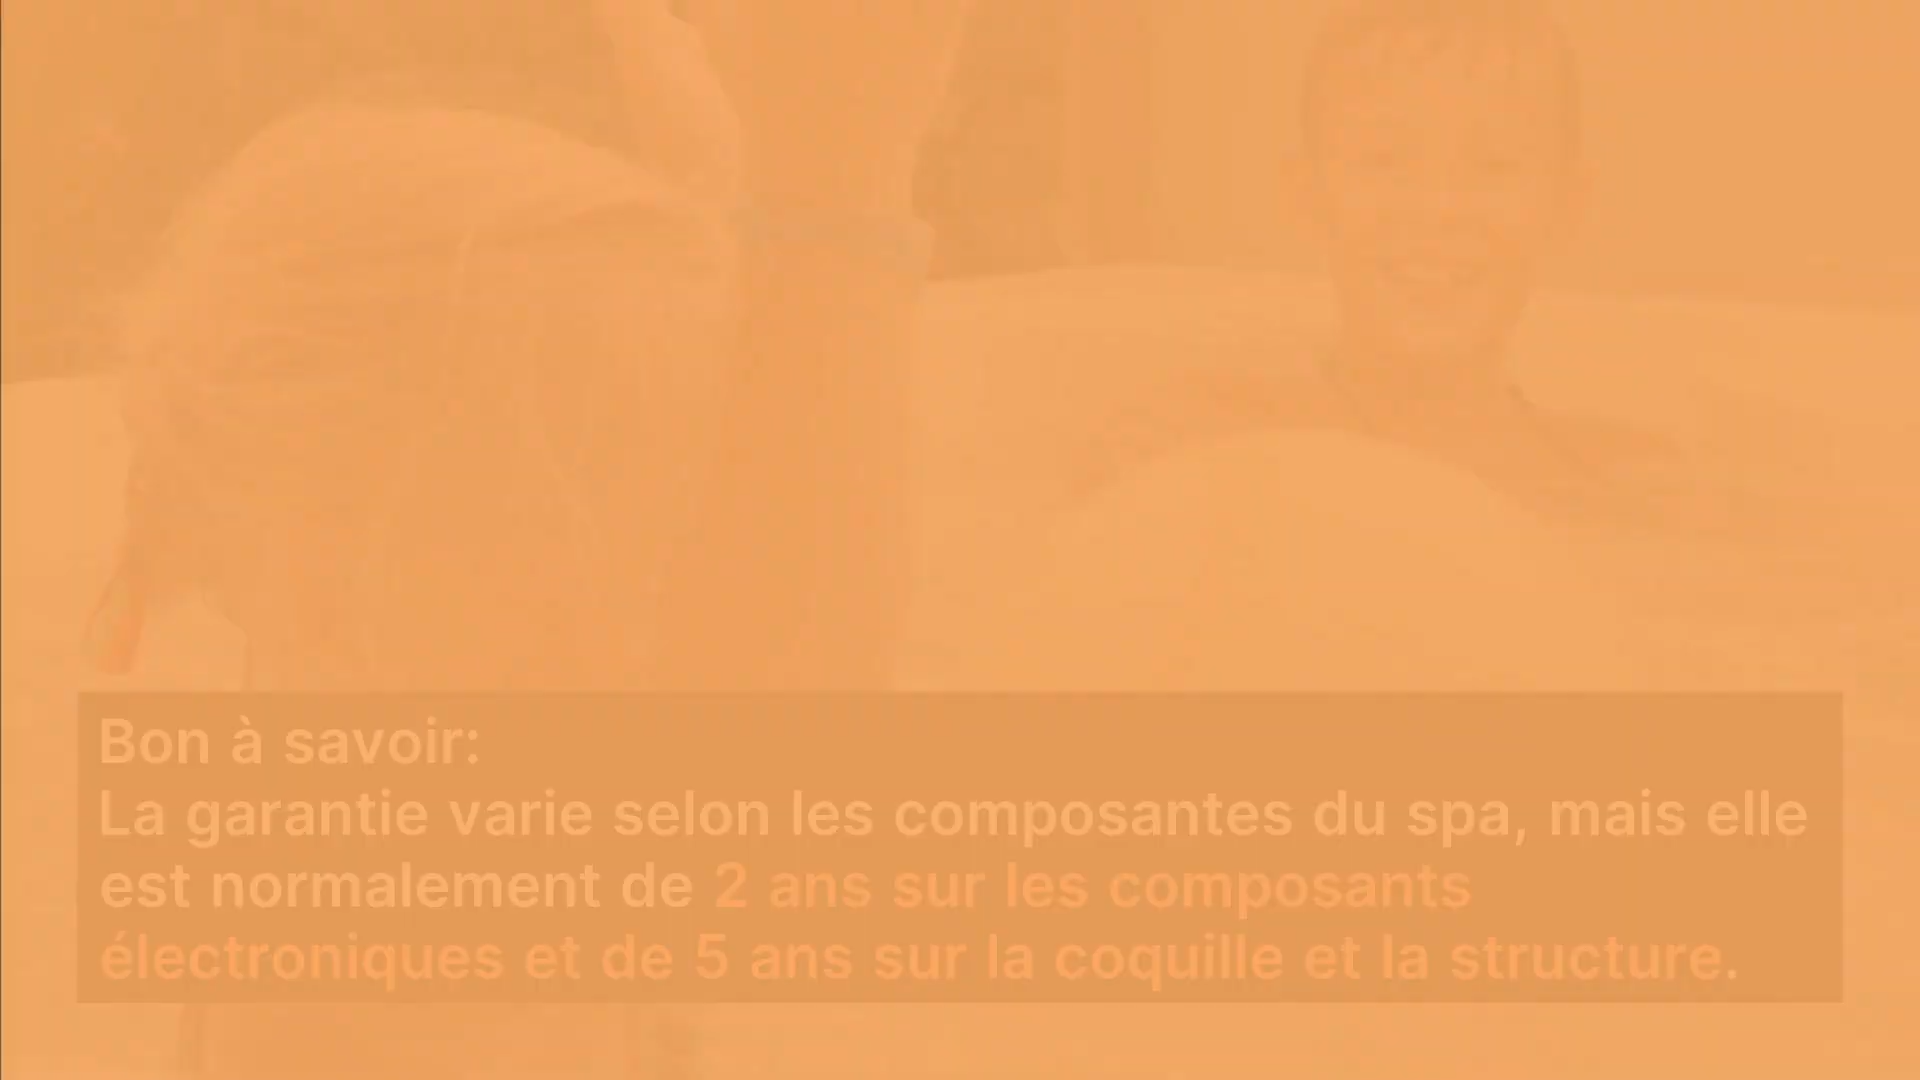 Bon à savoir:
La garantie varie selon les composantes du spa, mais elle
est normalement de 2 ans sur les composants
électroniques et de 5 ans sur la coquille et la structure.